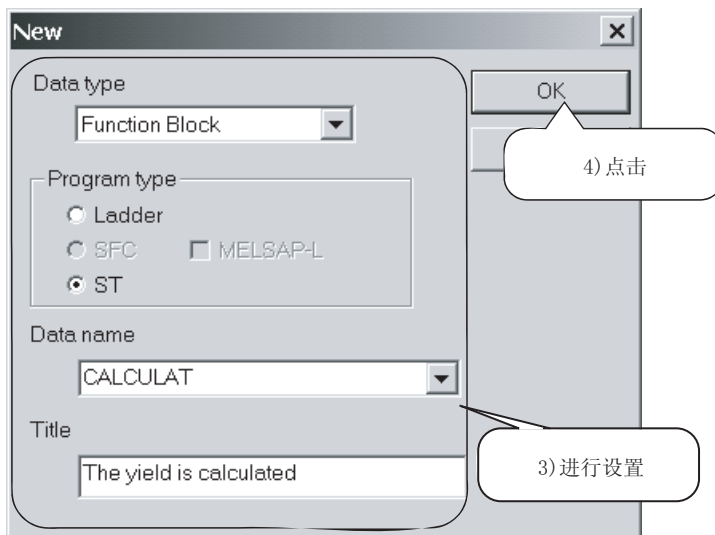 New
Data type
OK
Function Block
4)点击
Program type
Ladder
SFC MELSAP-L
ST
Data name
CALCULAT
Title
3)进行设置
The yield is calculated